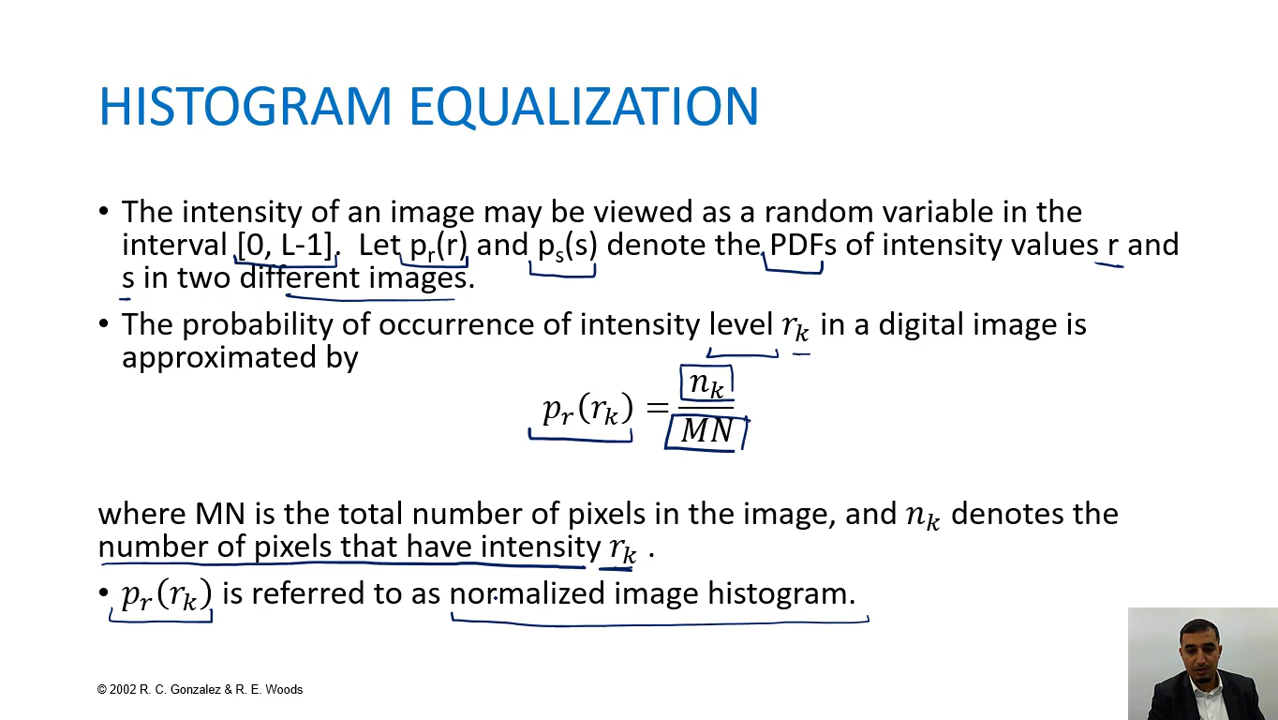 HISTOGRAM EQUALIZATION
• The intensity of an image may be viewed as a random variable in the
interval [0, L-1]. Let pᵣ(r) and pₛ(s) denote the PDFs of intensity values r and
s in two different images.
• The probability of occurrence of intensity level rₖ in a digital image is
approximated by
pᵣ(rₖ) = nₖ / MN
where MN is the total number of pixels in the image, and nₖ denotes the
number of pixels that have intensity rₖ .
• pᵣ(rₖ) is referred to as normalized image histogram.
© 2002 R. C. Gonzalez & R. E. Woods